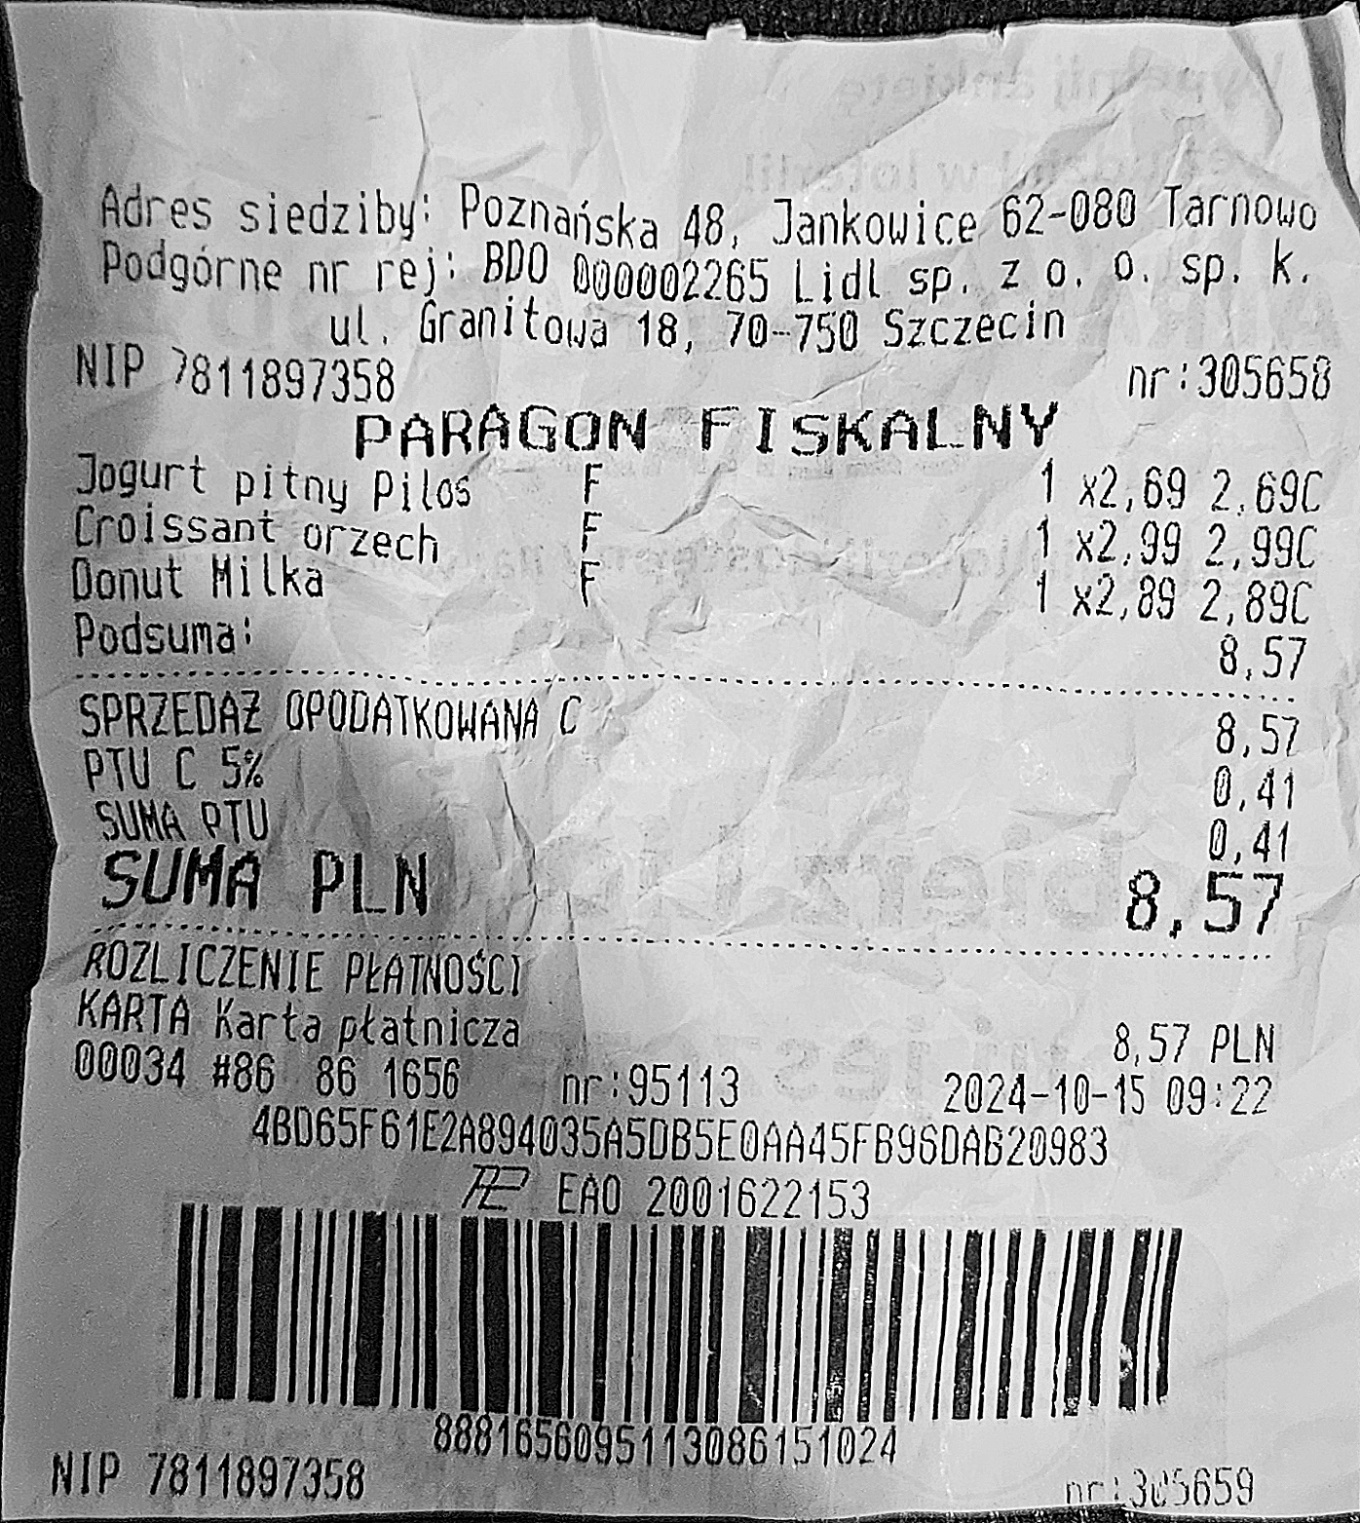 Adres siedziby: Poznańska 48, Jankowice 62-080 Tarnowo
Podgórne nr rej: BDO 000002265 Lidl sp. z o. o. sp. k.
ul. Granitowa 18, 70-750 Szczecin
NIP 7811897358 nr:305658
PARAGON FISKALNY
Jogurt pitny Pilos F 1 x2,69 2,69C
Croissant orzech F 1 x2,99 2,99C
Donut Milka F 1 x2,89 2,89C
Podsuma: 8,57
SPRZEDAŻ OPODATKOWANA C 8,57
PTU C 5% 0,41
SUMA PTU 0,41
SUMA PLN 8,57
ROZLICZENIE PŁATNOŚCI
KARTA Karta płatnicza 8,57 PLN
00034 #86 86 1656 nr:95113 2024-10-15 09:22
4BD65F61E2A894035A5DB5E0AA45FB96DAB20983
EAO 2001622153
8881656095113086151024
NIP 7811897358 nr:305659